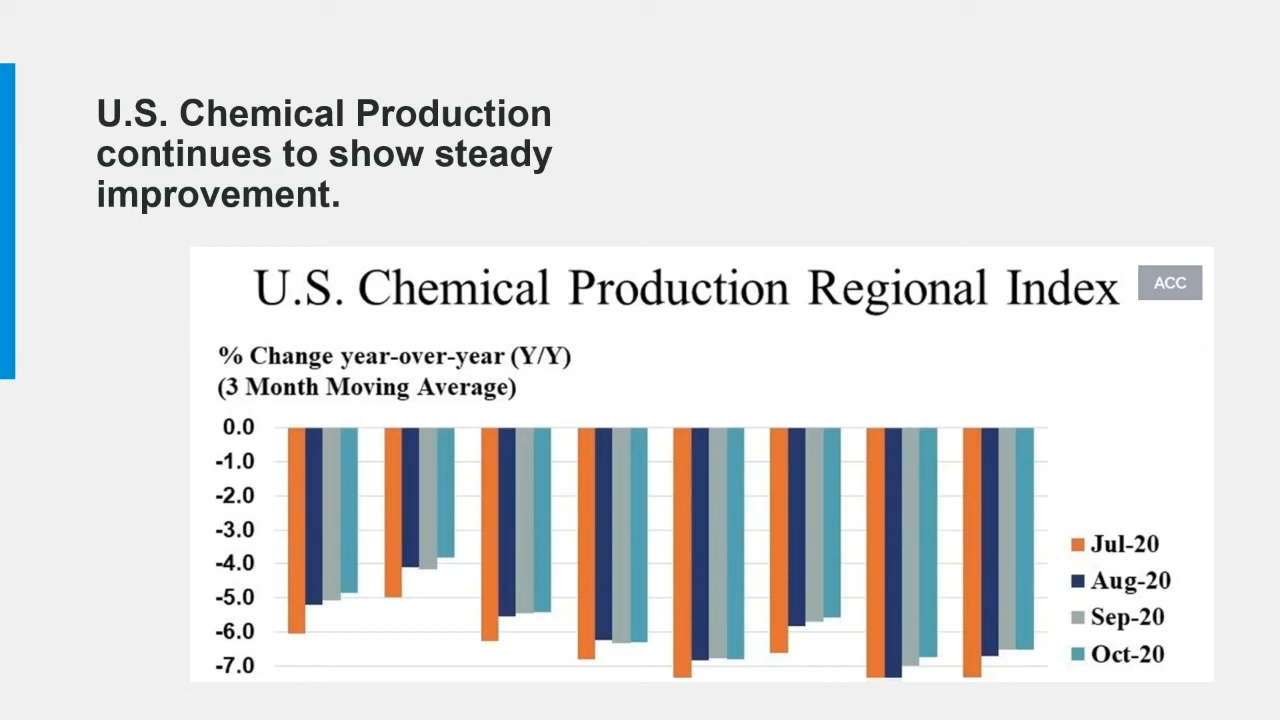 U.S. Chemical Production
continues to show steady
improvement.
U.S. Chemical Production Regional Index
ACC
% Change year-over-year (Y/Y)
(3 Month Moving Average)
0.0
-1.0
-2.0
-3.0
-4.0
-5.0
-6.0
-7.0
Jul-20
Aug-20
Sep-20
Oct-20